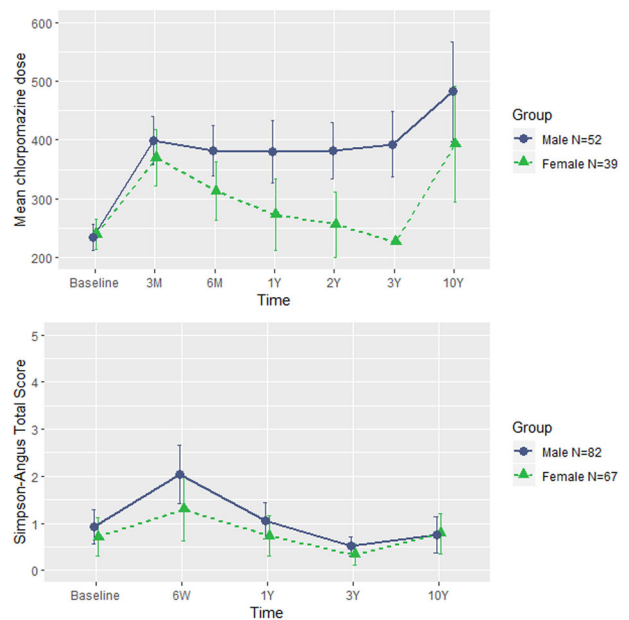 Mean chlorpomazine dose
600
500
400
300
200
Baseline 3M 6M 1Y 2Y 3Y 10Y
Time
Group
Male N=52
Female N=39
Simpson-Angus Total Score
5
4
3
2
1
0
Baseline 6W 1Y 3Y 10Y
Time
Group
Male N=82
Female N=67